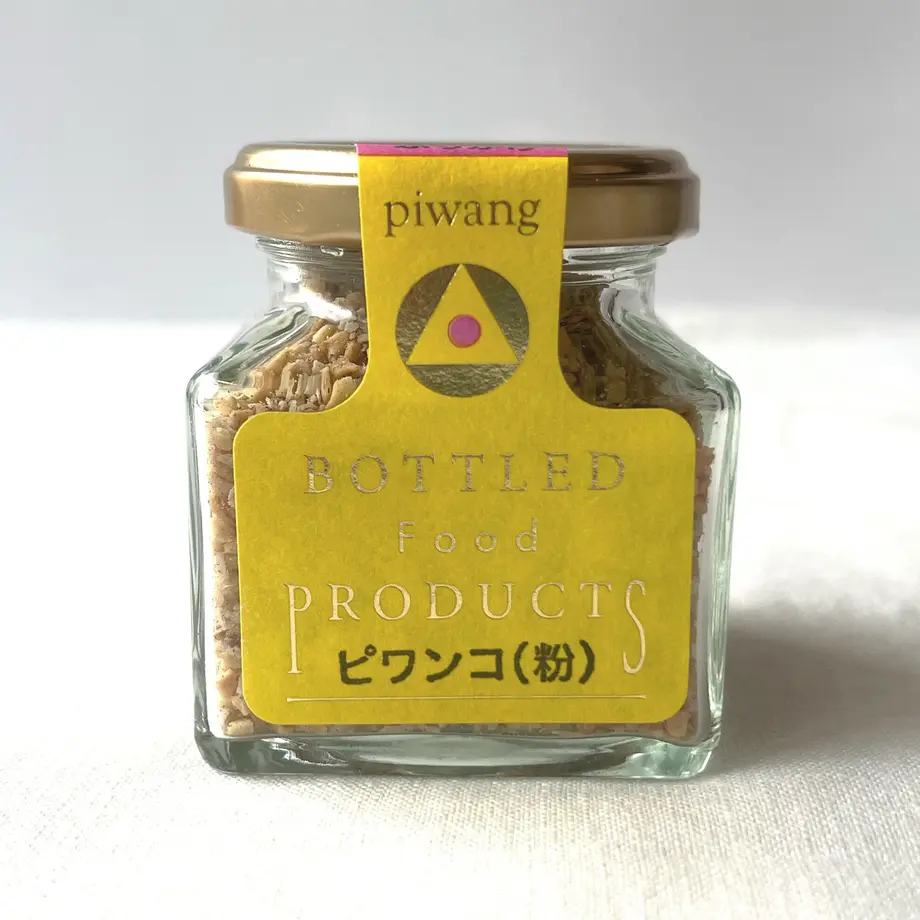 piwang
BOTTLED
Food
PRODUCTS
ピワンコ(粉)